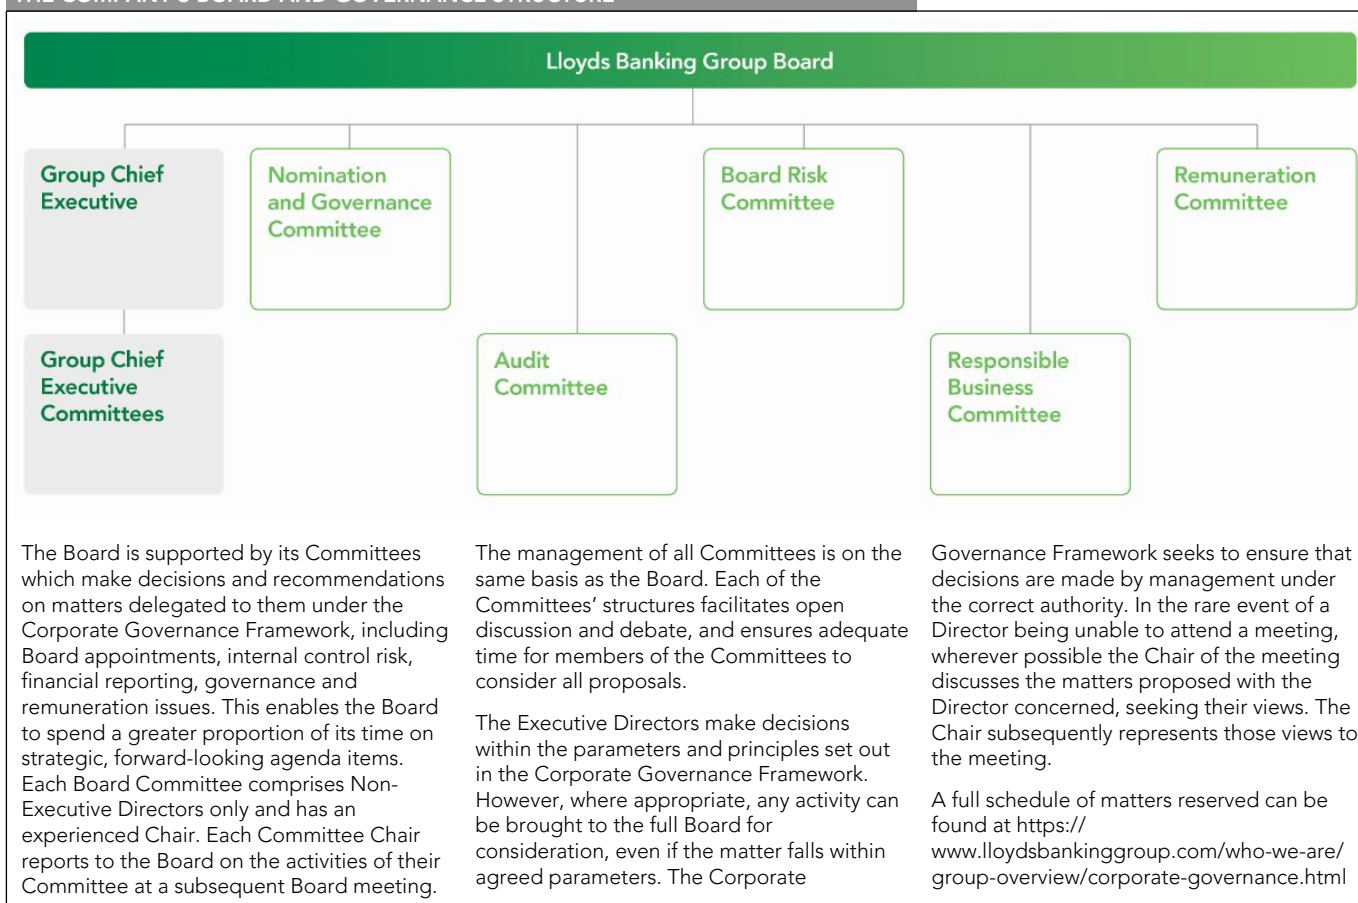 THE COMPANY'S BOARD AND GOVERNANCE STRUCTURE
Lloyds Banking Group Board
Group Chief
Executive
Nomination
and Governance
Committee
Board Risk
Committee
Remuneration
Committee
Group Chief
Executive
Committees
Audit
Committee
Responsible
Business
Committee
The Board is supported by its Committees
which make decisions and recommendations
on matters delegated to them under the
Corporate Governance Framework, including
Board appointments, internal control risk,
financial reporting, governance and
remuneration issues. This enables the Board
to spend a greater proportion of its time on
strategic, forward-looking agenda items.
Each Board Committee comprises Non-
Executive Directors only and has an
experienced Chair. Each Committee Chair
reports to the Board on the activities of their
Committee at a subsequent Board meeting.
The management of all Committees is on the
same basis as the Board. Each of the
Committees' structures facilitates open
discussion and debate, and ensures adequate
time for members of the Committees to
consider all proposals.
The Executive Directors make decisions
within the parameters and principles set out
in the Corporate Governance Framework.
However, where appropriate, any activity can
be brought to the full Board for
consideration, even if the matter falls within
agreed parameters. The Corporate
Governance Framework seeks to ensure that
decisions are made by management under
the correct authority. In the rare event of a
Director being unable to attend a meeting,
wherever possible the Chair of the meeting
discusses the matters proposed with the
Director concerned, seeking their views. The
Chair subsequently represents those views to
the meeting.
A full schedule of matters reserved can be
found at https://
www.lloydsbankinggroup.com/who-we-are/
group-overview/corporate-governance.html